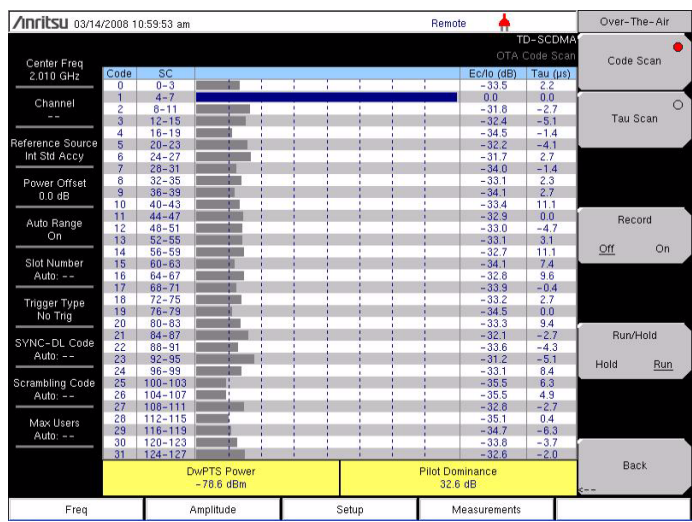 Anritsu 03/14/2008 10:59:53 am Remote Over-The-Air
TD-SCDMA
OTA Code Scan
Center Freq
2.010 GHz
Channel
--
Reference Source
Int Std Accy
Power Offset
0.0 dB
Auto Range
On
Slot Number
Auto: --
Trigger Type
No Trig
SYNC-DL Code
Auto: --
Scrambling Code
Auto: --
Max Users
Auto: --
Code SC Ec/Io (dB) Tau (µs)
0 0-3 -33.5 2.2
1 4-7 0.0 0.0
2 8-11 -31.8 -2.7
3 12-15 -32.4 -5.1
4 16-19 -34.5 -1.4
5 20-23 -32.2 -4.1
6 24-27 -31.7 2.7
7 28-31 -34.0 -1.4
8 32-35 -33.1 2.3
9 36-39 -34.1 2.7
10 40-43 -33.4 11.1
11 44-47 -32.9 0.0
12 48-51 -33.0 -4.7
13 52-55 -33.1 3.1
14 56-59 -32.7 11.1
15 60-63 -34.1 7.4
16 64-67 -32.8 9.6
17 68-71 -33.9 -0.4
18 72-75 -33.2 2.7
19 76-79 -34.5 0.0
20 80-83 -33.3 9.4
21 84-87 -32.1 -2.7
22 88-91 -33.6 -4.3
23 92-95 -31.2 -5.1
24 96-99 -33.1 8.4
25 100-103 -35.5 6.3
26 104-107 -35.5 4.9
27 108-111 -32.8 -2.7
28 112-115 -35.1 0.4
29 116-119 -34.7 -6.3
30 120-123 -33.8 -3.7
31 124-127 -32.6 -2.0
DwPTS Power
-78.6 dBm
Pilot Dominance
32.6 dB
Code Scan
Tau Scan
Record
Off On
Run/Hold
Hold Run
Back
<--
Freq Amplitude Setup Measurements